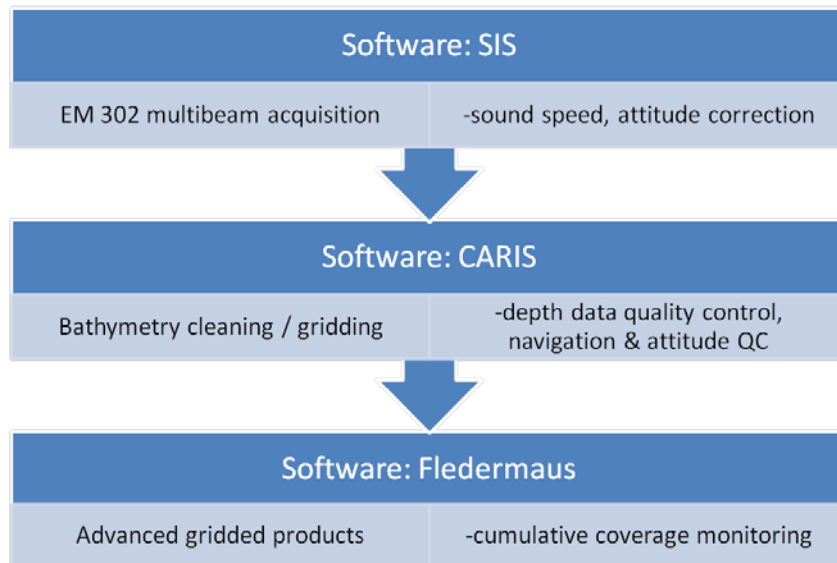 Software: SIS
EM 302 multibeam acquisition
-sound speed, attitude correction
Software: CARIS
Bathymetry cleaning / gridding
-depth data quality control,
navigation & attitude QC
Software: Fledermaus
Advanced gridded products
-cumulative coverage monitoring